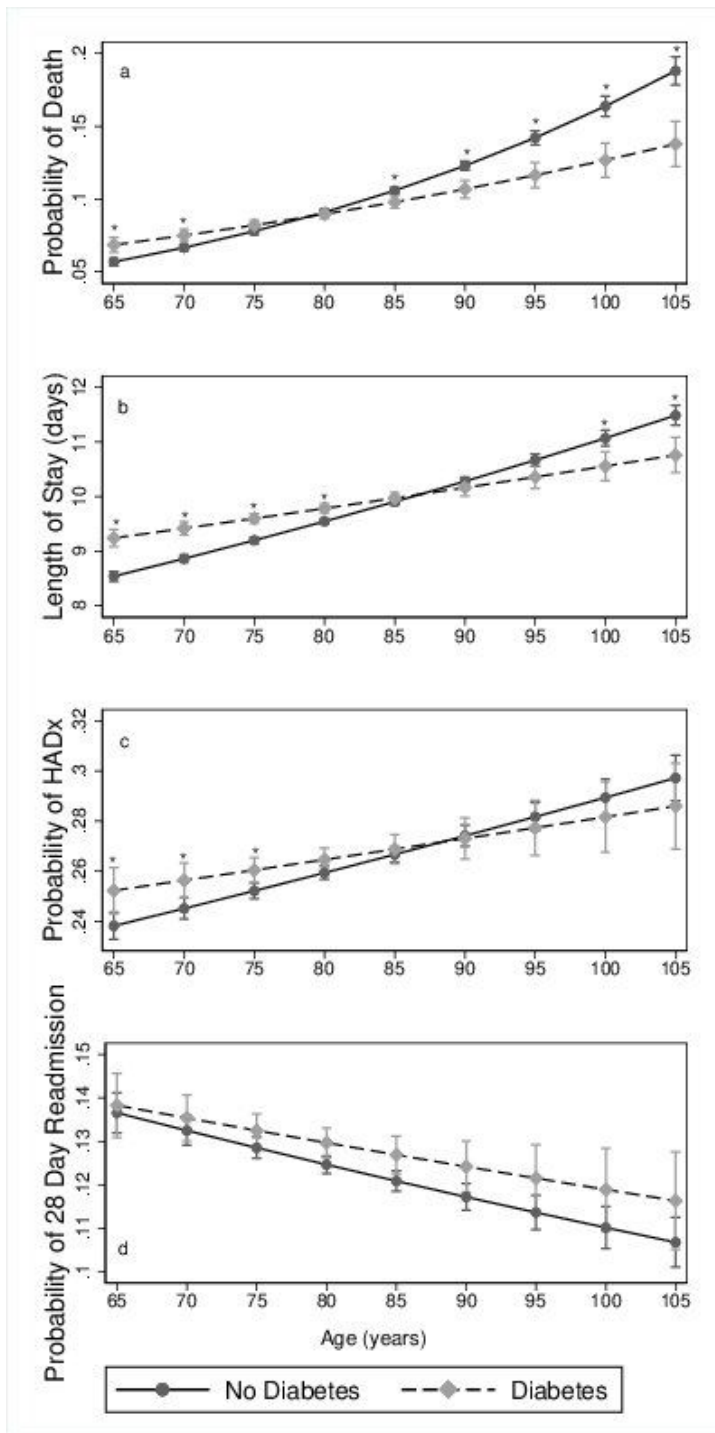 a
Probability of Death
.05 .1 .15 .2
* * * * * * *
65 70 75 80 85 90 95 100 105
b
Length of Stay (days)
8 9 10 11 12
* * * * * *
65 70 75 80 85 90 95 100 105
c
Probability of HADx
.24 .26 .28 .3 .32
* * *
65 70 75 80 85 90 95 100 105
d
Probability of 28 Day Readmission
.1 .11 .12 .13 .14 .15
65 70 75 80 85 90 95 100 105
Age (years)
No Diabetes Diabetes